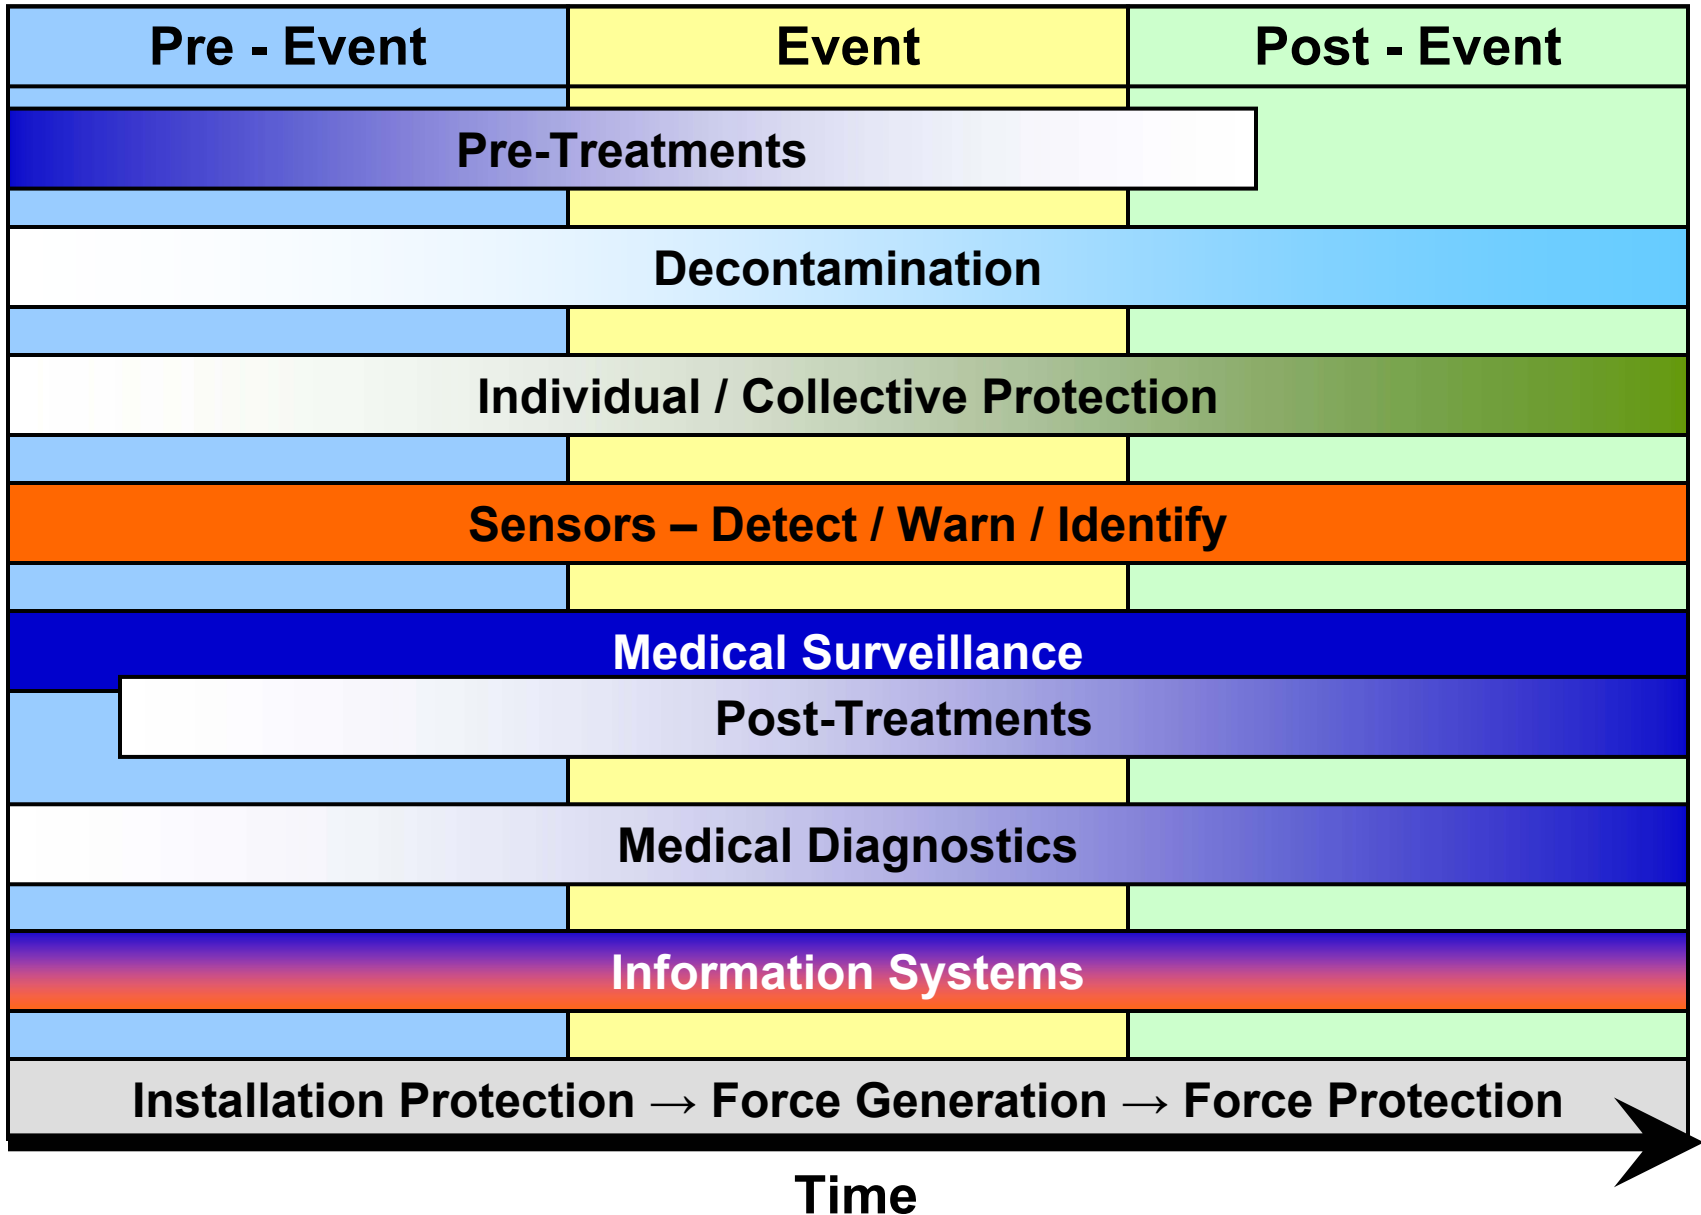 Pre - Event Event Post - Event
Pre-Treatments
Decontamination
Individual / Collective Protection
Sensors – Detect / Warn / Identify
Medical Surveillance
Post-Treatments
Medical Diagnostics
Information Systems
Installation Protection → Force Generation → Force Protection
Time